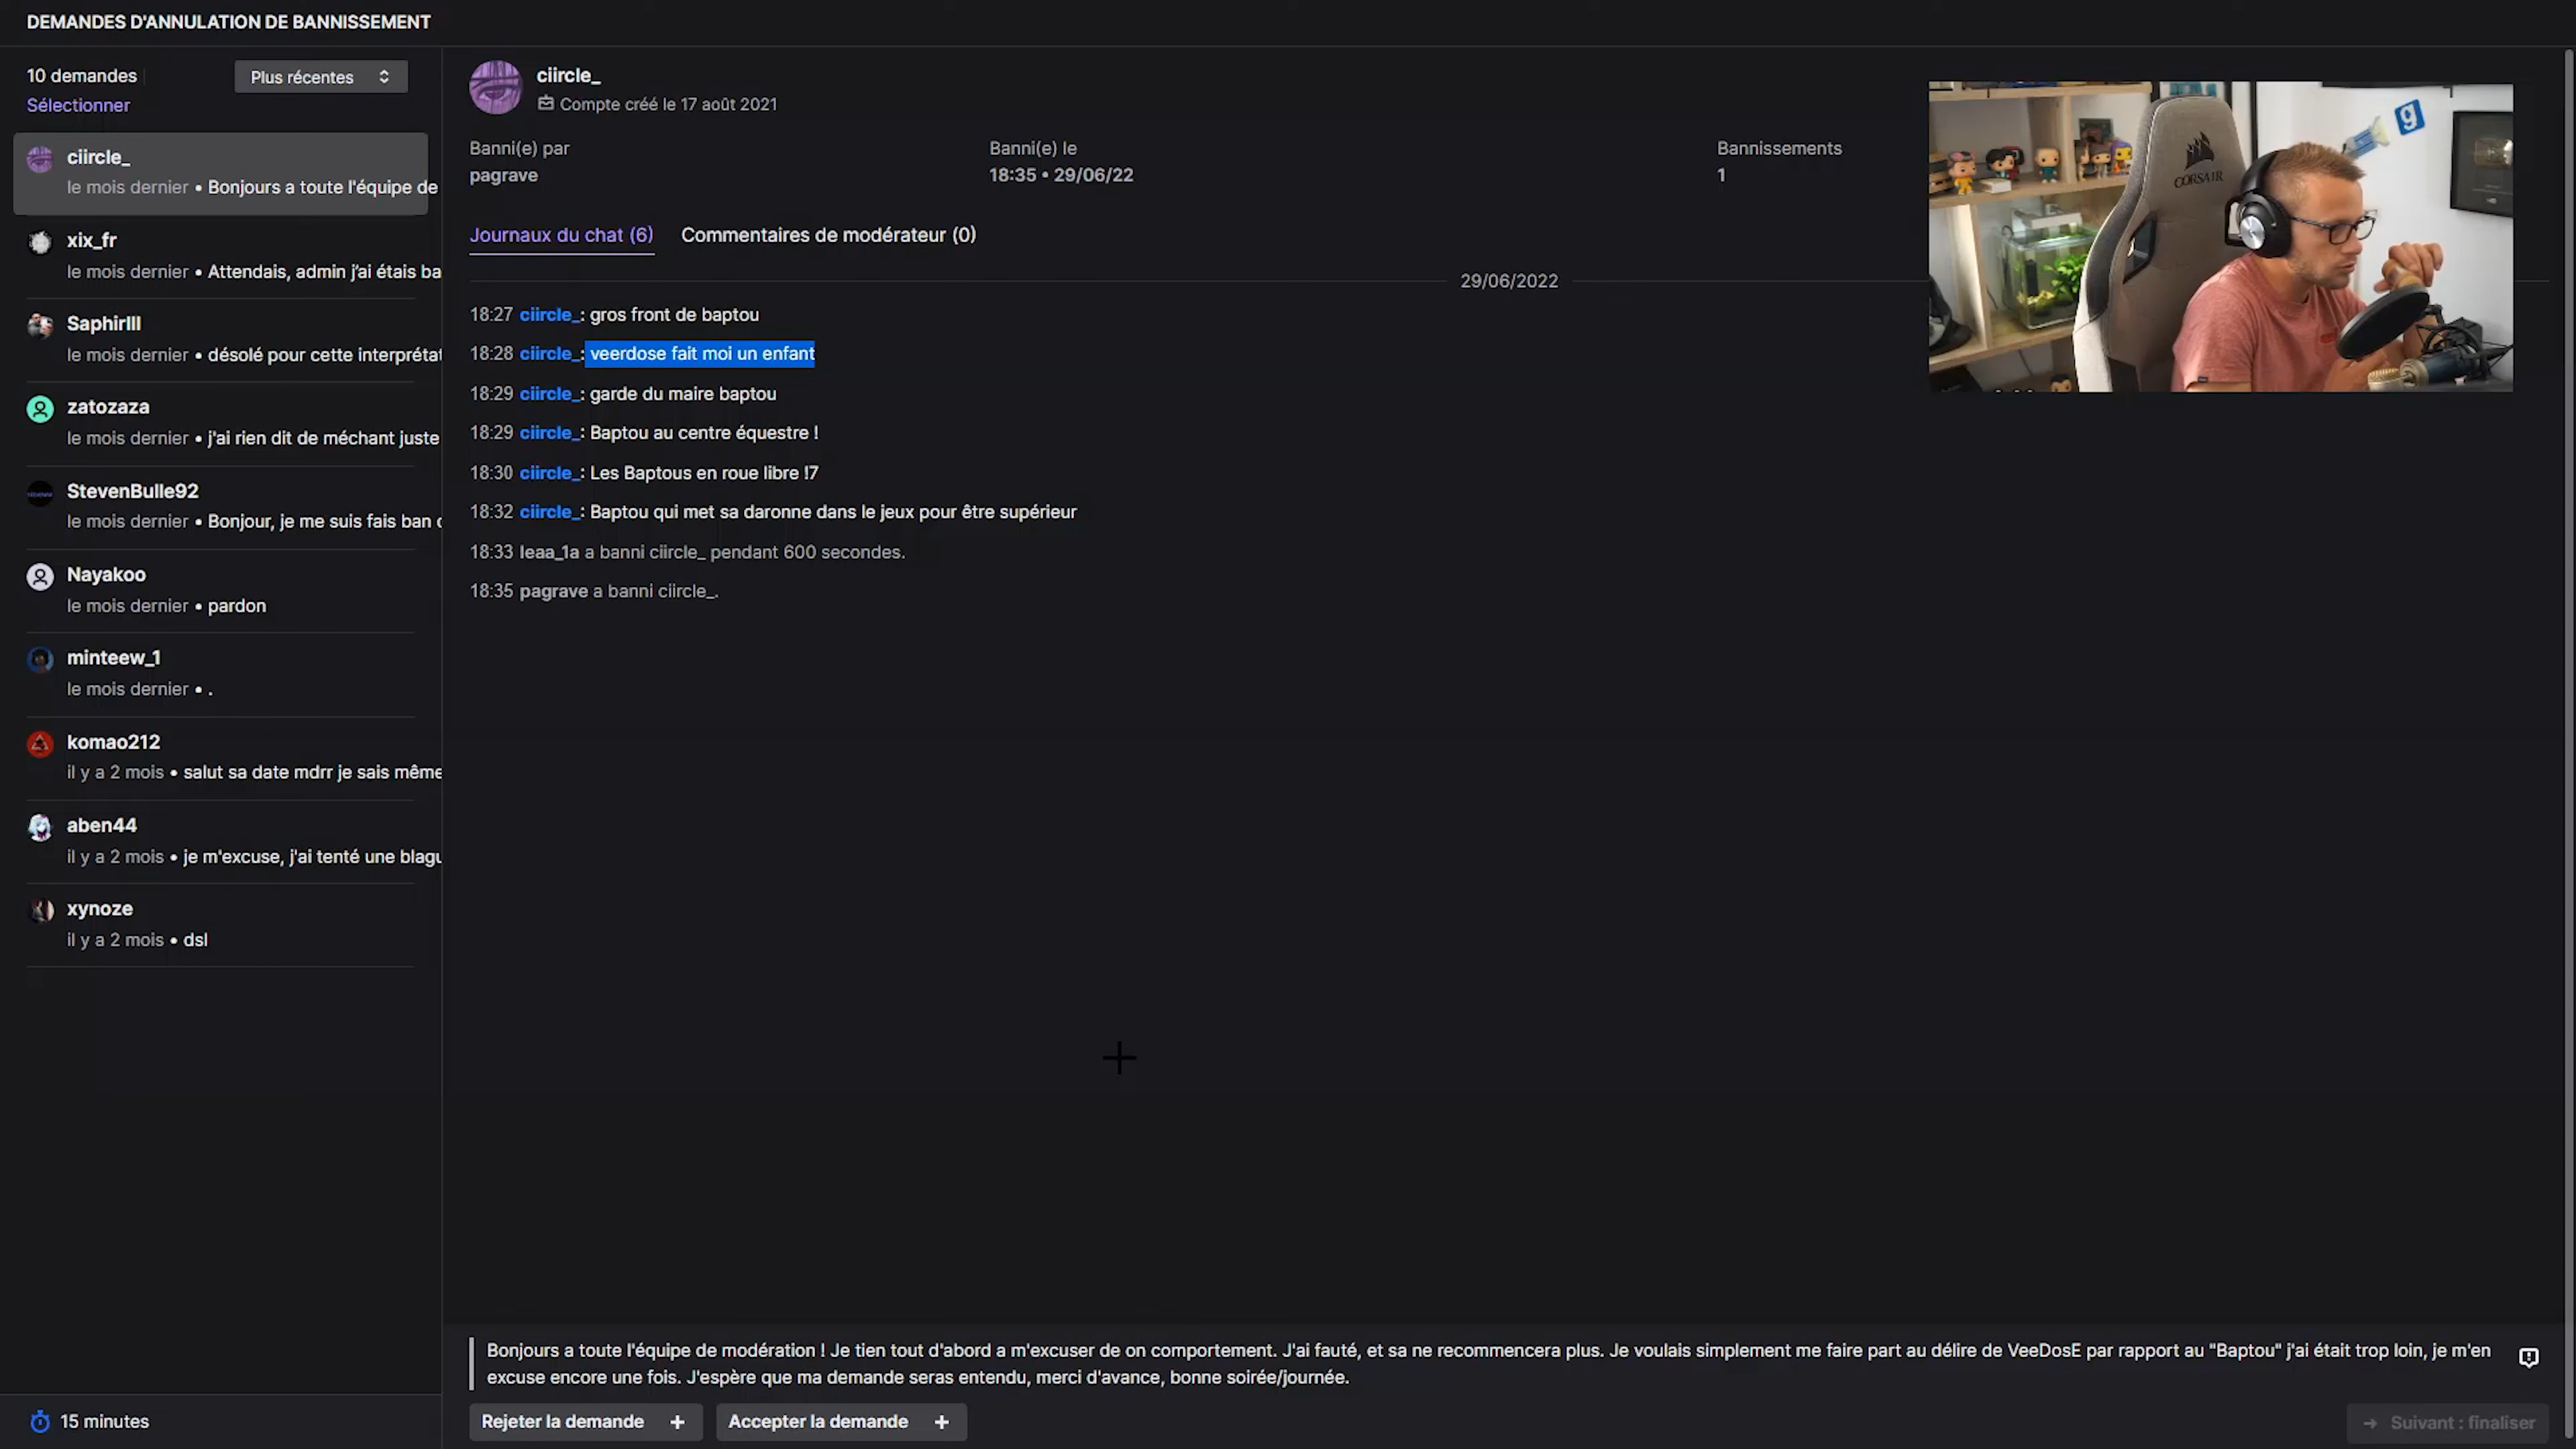 DEMANDES D'ANNULATION DE BANNISSEMENT
10 demandes
Plus récentes
Sélectionner
ciircle_
le mois dernier • Bonjours a toute l'équipe de
xix_fr
le mois dernier • Attendais, admin j'ai étais ba
SaphirIII
le mois dernier • désolé pour cette interprétat
zatozaza
le mois dernier • j'ai rien dit de méchant juste
StevenBulle92
le mois dernier • Bonjour, je me suis fais ban
Nayakoo
le mois dernier • pardon
minteew_1
le mois dernier • .
komao212
il y a 2 mois • salut sa date mdrr je sais même
aben44
il y a 2 mois • je m'excuse, j'ai tenté une blagu
xynoze
il y a 2 mois • dsl
15 minutes
ciircle_
Compte créé le 17 août 2021
Banni(e) par
pagrave
Banni(e) le
18:35 • 29/06/22
Bannissements
1
Journaux du chat (6)
Commentaires de modérateur (0)
29/06/2022
18:27 ciircle_: gros front de baptou
18:28 ciircle_: veerdose fait moi un enfant
18:29 ciircle_: garde du maire baptou
18:29 ciircle_: Baptou au centre équestre !
18:30 ciircle_: Les Baptous en roue libre !7
18:32 ciircle_: Baptou qui met sa daronne dans le jeux pour être supérieur
18:33 leaa_1a a banni ciircle_ pendant 600 secondes.
18:35 pagrave a banni ciircle_.
CORSAIR
g
Bonjours a toute l'équipe de modération ! Je tien tout d'abord a m'excuser de on comportement. J'ai fauté, et sa ne recommencera plus. Je voulais simplement me faire part au délire de VeeDosE par rapport au "Baptou" j'ai était trop loin, je m'en
excuse encore une fois. J'espère que ma demande seras entendu, merci d'avance, bonne soirée/journée.
Rejeter la demande +
Accepter la demande +
→ Suivant : finaliser